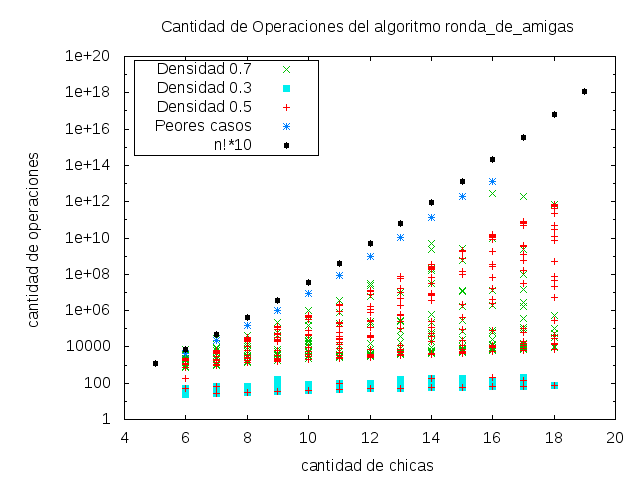 Cantidad de Operaciones del algoritmo ronda_de_amigas
1e+20
1e+18
1e+16
1e+14
1e+12
1e+10
1e+08
1e+06
10000
100
1
cantidad de operaciones
Densidad 0.7
Densidad 0.3
Densidad 0.5
Peores casos
n!*10
4 6 8 10 12 14 16 18 20
cantidad de chicas